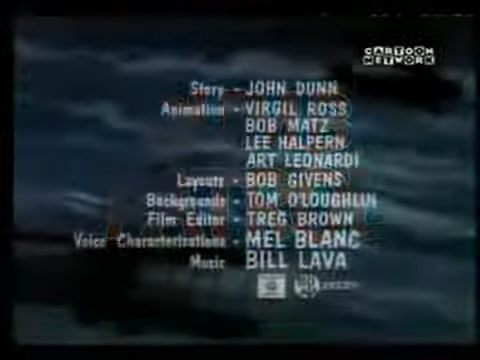 CARTOON
NETWORK
Story - JOHN DUNN
Animation - VIRGIL ROSS
BOB MATZ
LEE HALPERN
ART LEONARDI
Layouts - BOB GIVENS
Backgrounds - TOM O'LOUGHLIN
Film Editor - TREG BROWN
Voice Characterizations - MEL BLANC
Music - BILL LAVA